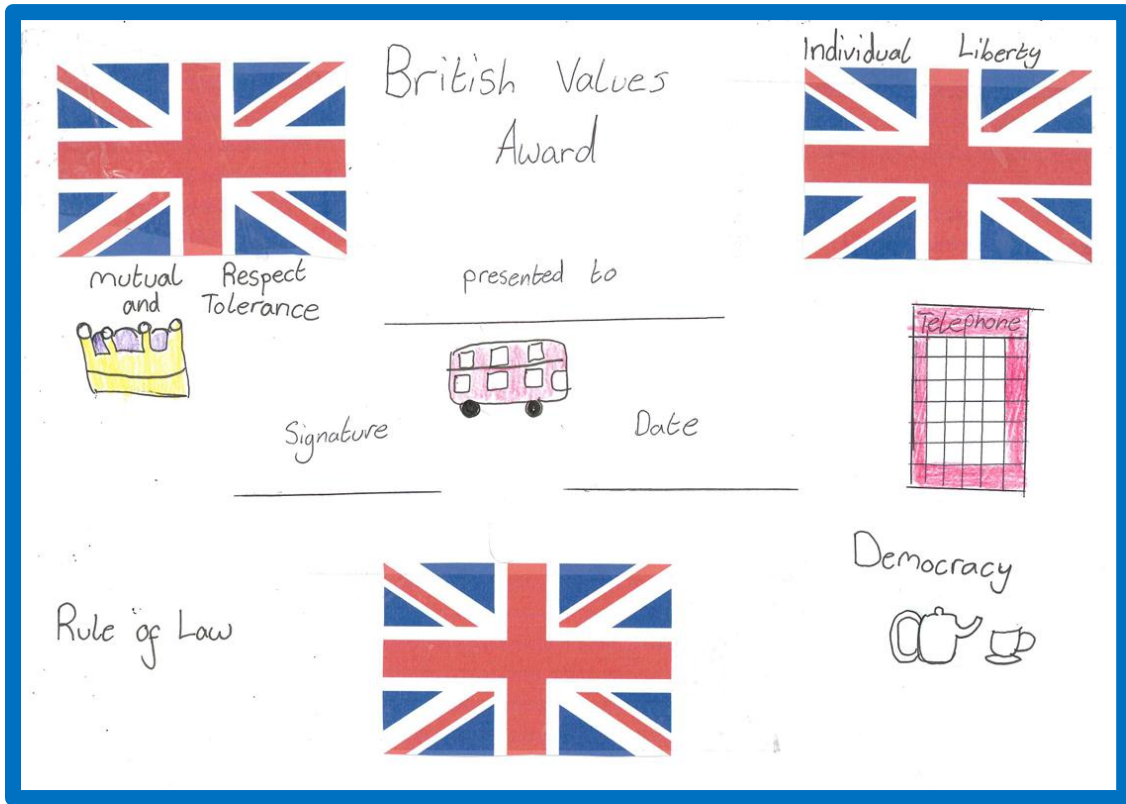 British Values
Award
Individual Liberty
mutual Respect
and Tolerance
presented to
Telephone
Signature
Date
Democracy
Rule of Law